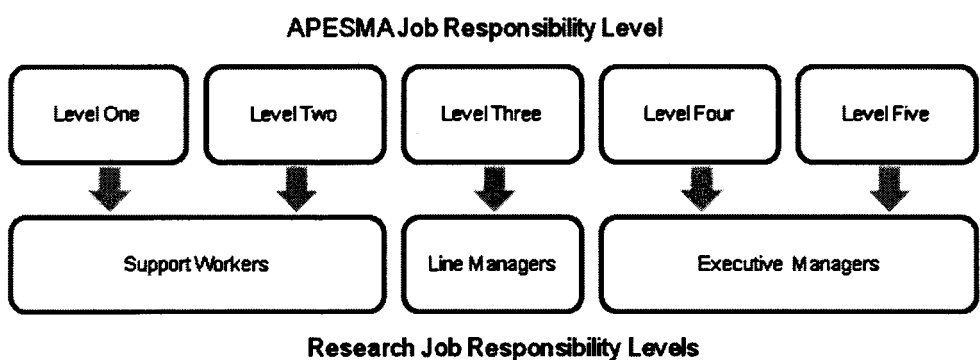 APESMA Job Responsibility Level
Level One
Level Two
Level Three
Level Four
Level Five
Support Workers
Line Managers
Executive Managers
Research Job Responsibility Levels